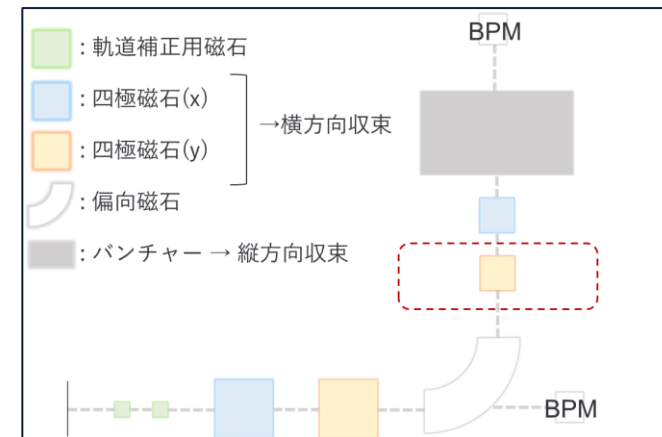 BPM
: 軌道補正用磁石
: 四極磁石(x)
→横方向収束
: 四極磁石(y)
: 偏向磁石
: バンチャー → 縦方向収束
BPM